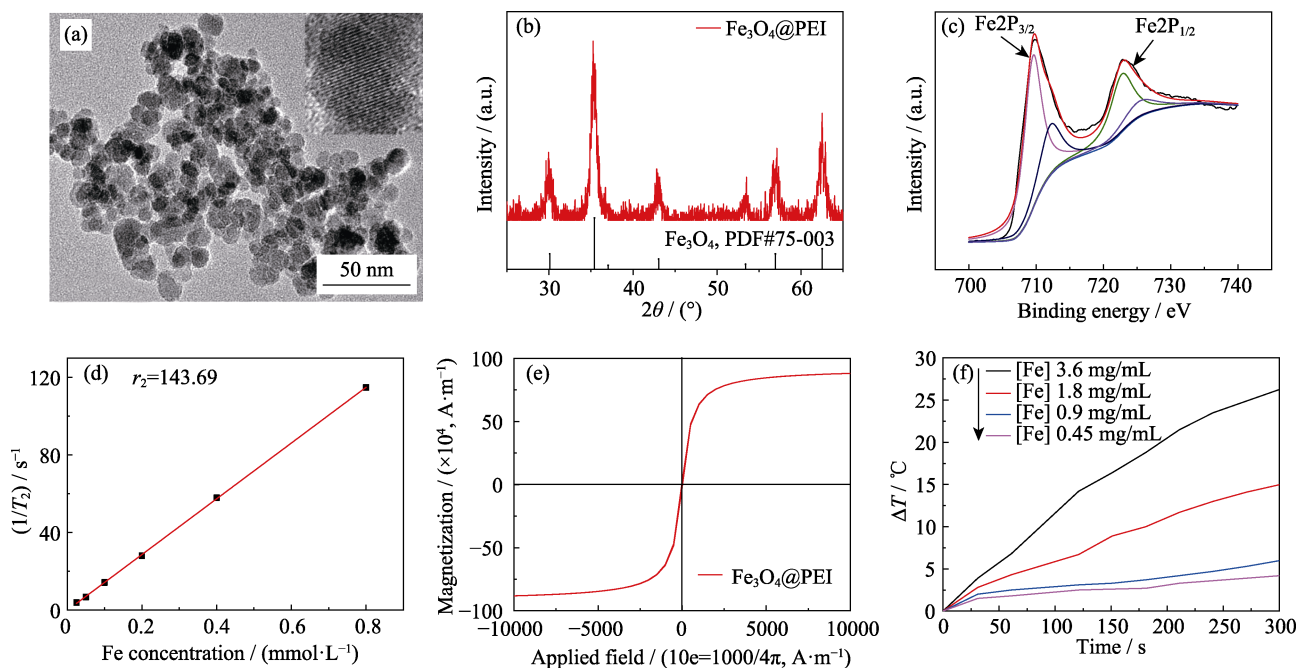 (a)
50 nm
(b)
Fe₃O₄@PEI
Fe₃O₄, PDF#75-003
Intensity / (a.u.)
30 40 50 60
2θ / (°)
(c)
Fe2P₃/₂
Fe2P₁/₂
Intensity / (a.u.)
700 710 720 730 740
Binding energy / eV
(d)
r₂=143.69
(1/T₂) / s⁻¹
120
80
40
0
0 0.2 0.4 0.6 0.8
Fe concentration / (mmol·L⁻¹)
(e)
Magnetization / (×10⁴, A·m⁻¹)
100
50
0
−50
−100
Fe₃O₄@PEI
−10000 −5000 0 5000 10000
Applied field / (10e=1000/4π, A·m⁻¹)
(f)
[Fe] 3.6 mg/mL
[Fe] 1.8 mg/mL
[Fe] 0.9 mg/mL
[Fe] 0.45 mg/mL
ΔT / ℃
30
25
20
15
10
5
0
0 50 100 150 200 250 300
Time / s